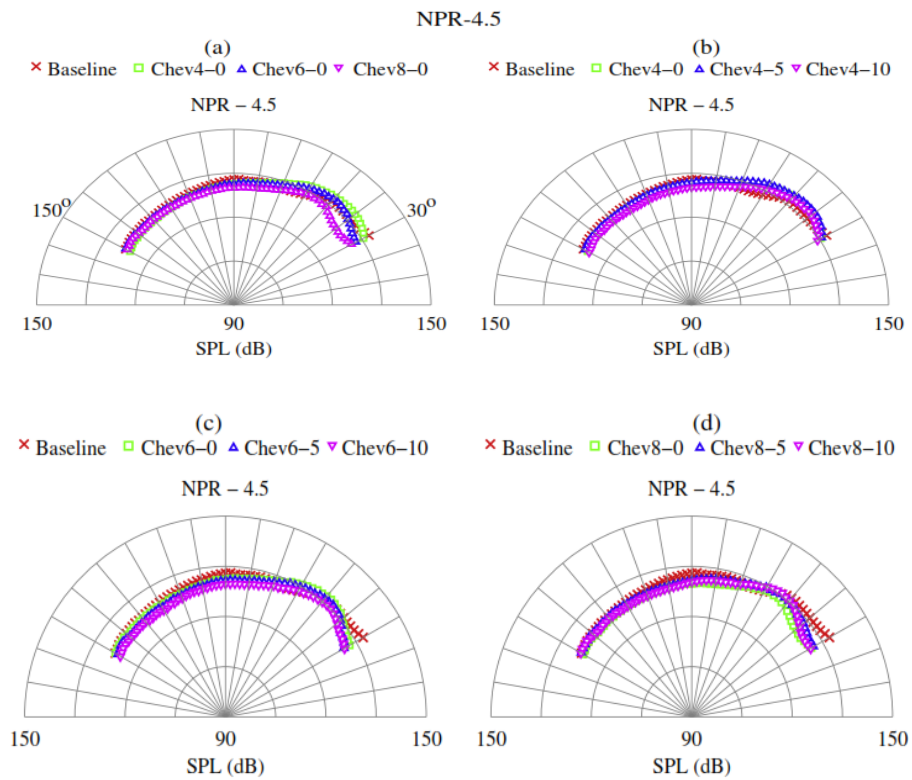 NPR-4.5
(a)
× Baseline □ Chev4−0 △ Chev6−0 ▽ Chev8−0
NPR − 4.5
150º
30º
150 90 150
SPL (dB)
(b)
× Baseline □ Chev4−0 △ Chev4−5 ▽ Chev4−10
NPR − 4.5
150 90 150
SPL (dB)
(c)
× Baseline □ Chev6−0 △ Chev6−5 ▽ Chev6−10
NPR − 4.5
150 90 150
SPL (dB)
(d)
× Baseline □ Chev8−0 △ Chev8−5 ▽ Chev8−10
NPR − 4.5
150 90 150
SPL (dB)